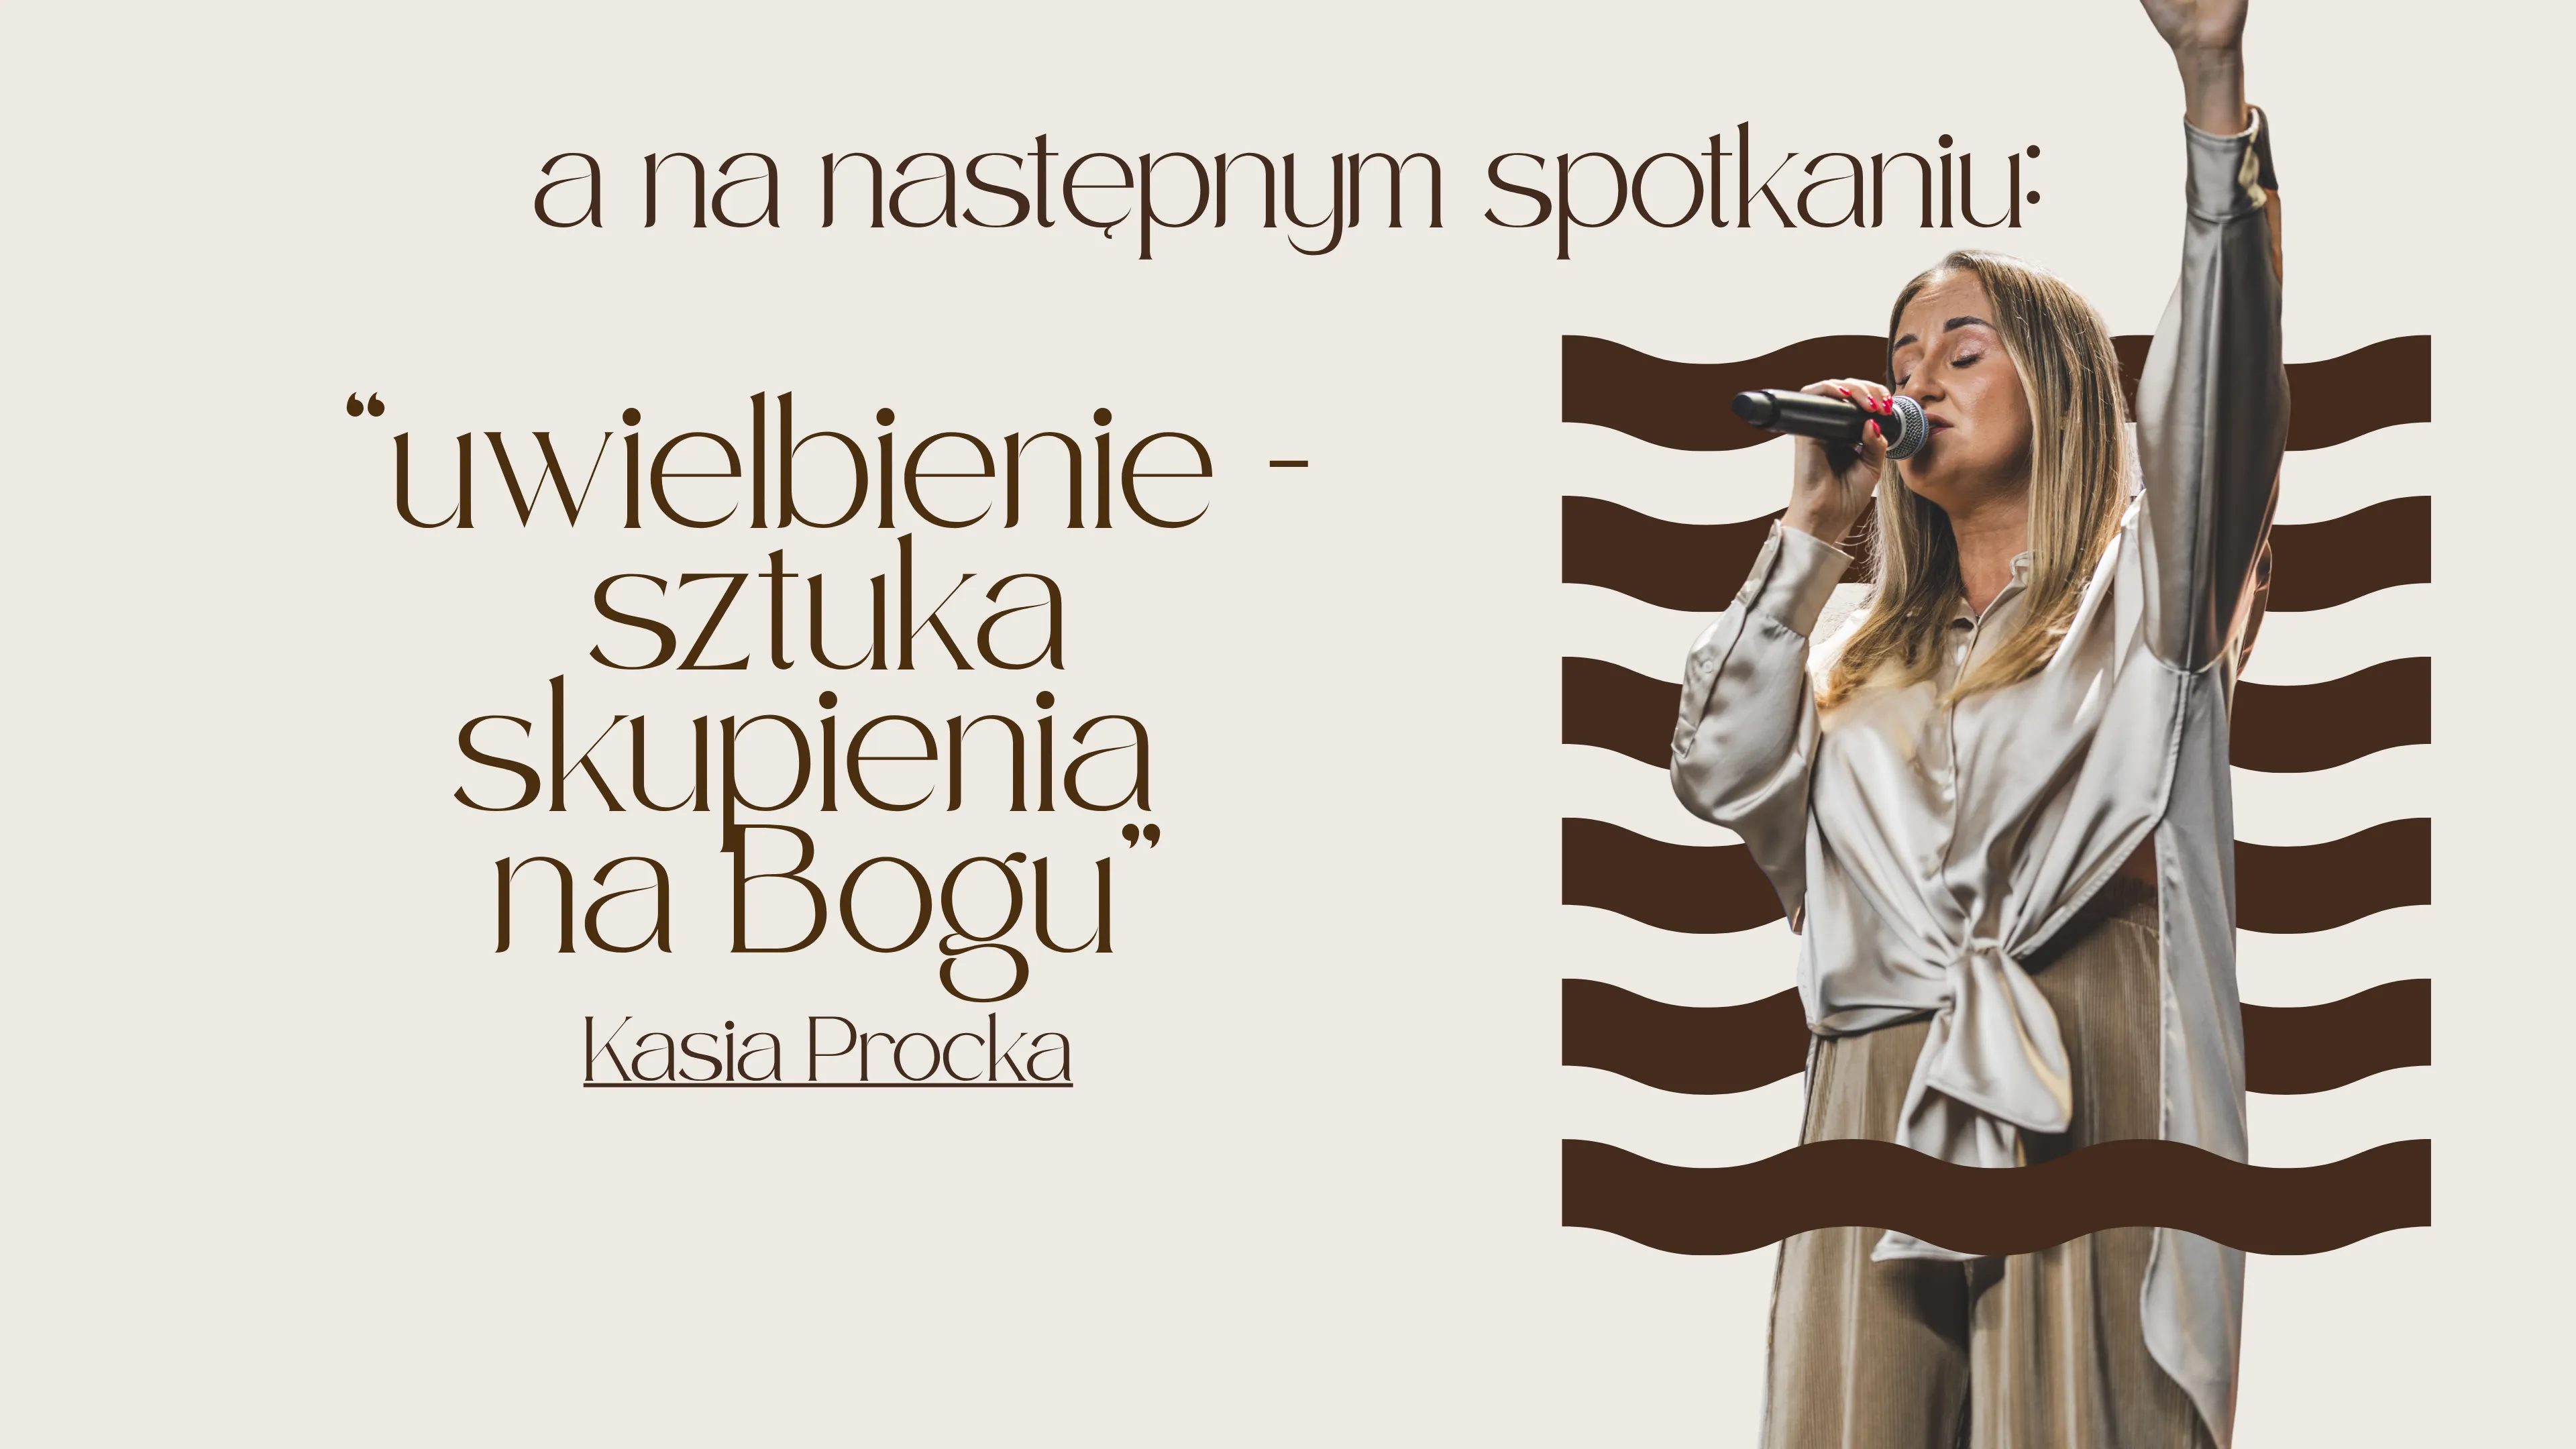 a na następnym spotkaniu:
“uwielbienie -
sztuka
skupienia
na Bogu”
Kasia Procka